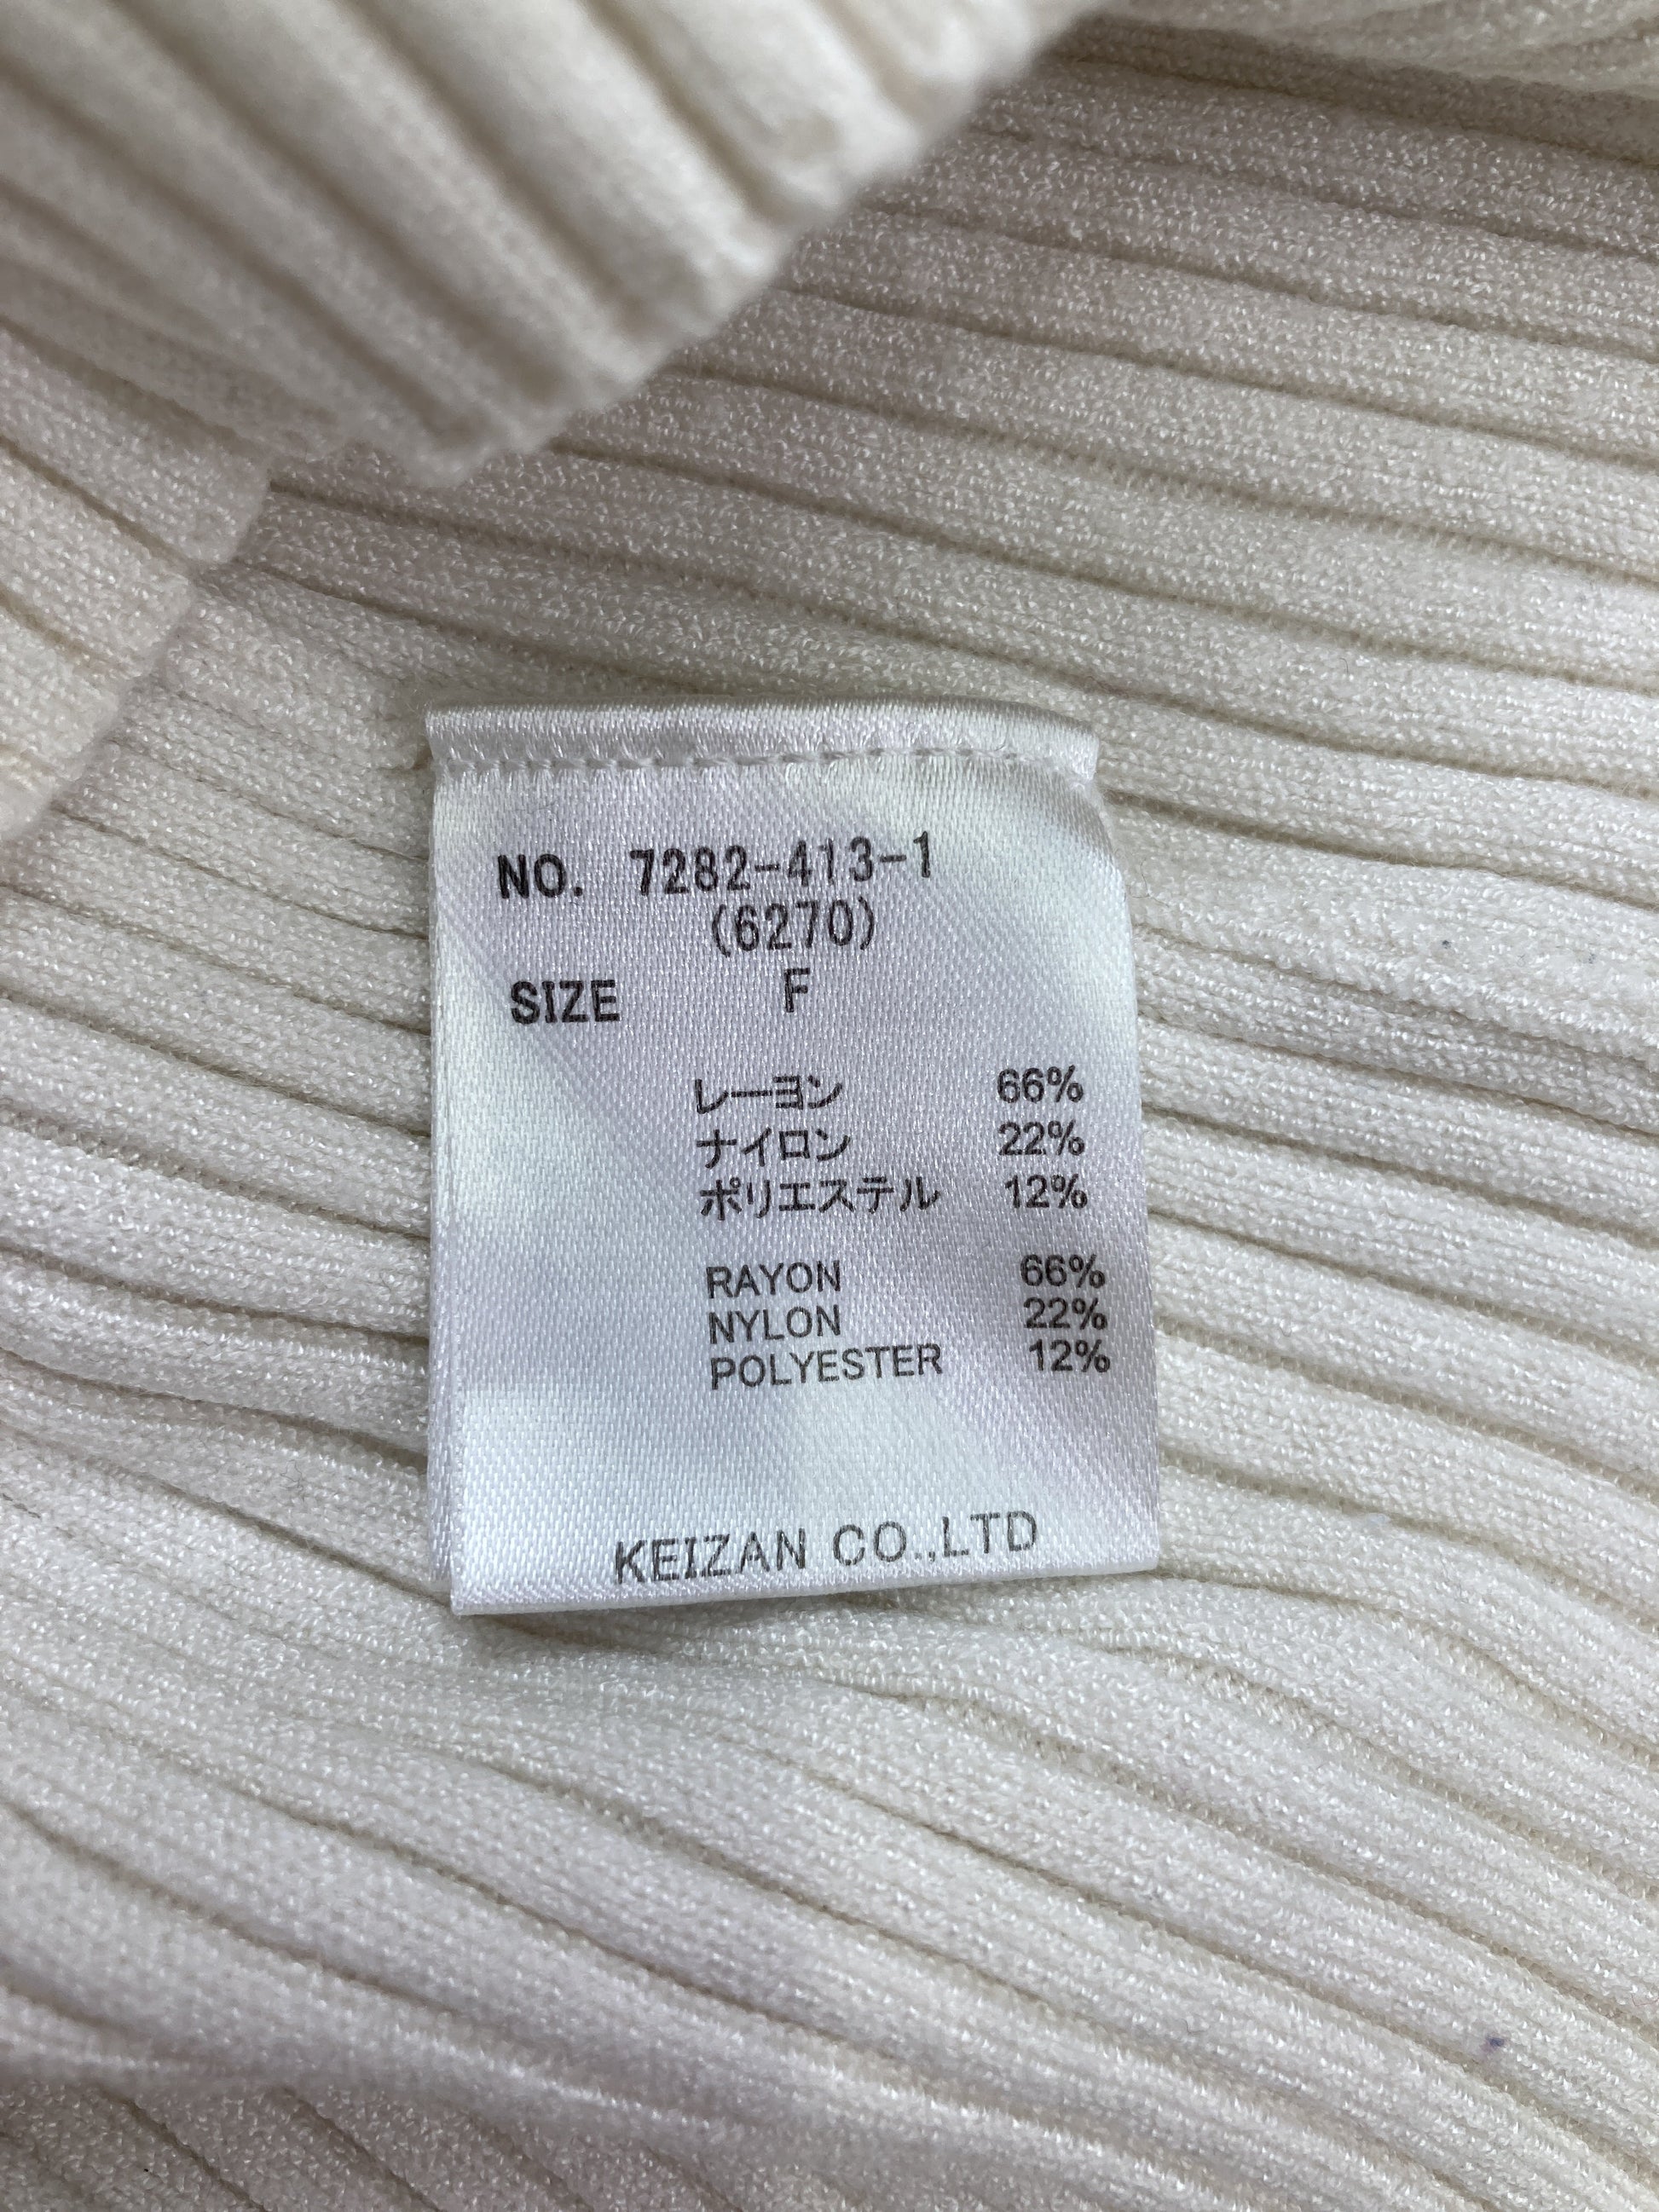 NO. 7282-413-1
(6270)
SIZE F
レーヨン 66%
ナイロン 22%
ポリエステル 12%
RAYON 66%
NYLON 22%
POLYESTER 12%
KEIZAN CO.,LTD